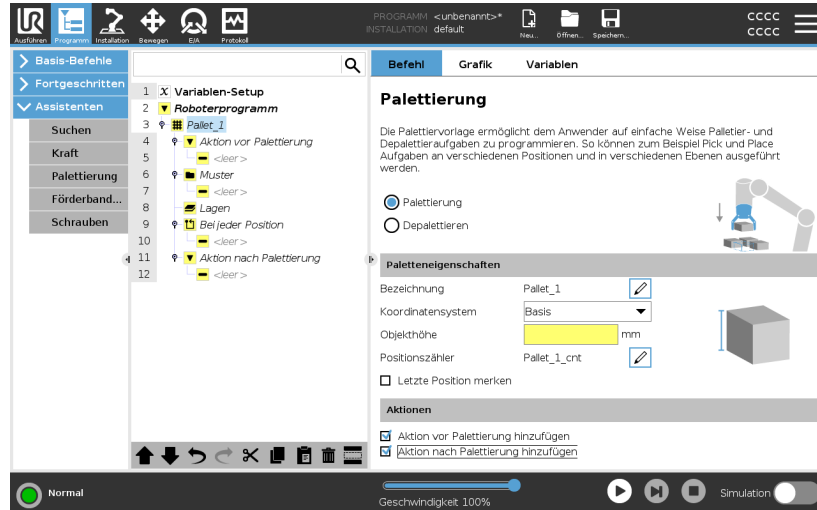 PROGRAMM <unbenannt>*
INSTALLATION default
UR
Ausführen Programm Installation Bewegen E/A Protokoll
Neu... Öffnen... Speichern...
cccc
cccc
Basis-Befehle
Fortgeschritten
Assistenten
Suchen
Kraft
Palettierung
Förderband...
Schrauben
1 X Variablen-Setup
2 Roboterprogramm
3 Pallet_1
4 Aktion vor Palettierung
5 <leer>
6 Muster
7 <leer>
8 Lagen
9 Bei jeder Position
10 <leer>
11 Aktion nach Palettierung
12 <leer>
Befehl Grafik Variablen
Palettierung
Die Palettiervorlage ermöglicht dem Anwender auf einfache Weise Palletier- und
Depalettieraufgaben zu programmieren. So können zum Beispiel Pick und Place
Aufgaben an verschiedenen Positionen und in verschiedenen Ebenen ausgeführt
werden.
Palettierung
Depalettieren
Paletteneigenschaften
Bezeichnung Pallet_1
Koordinatensystem Basis
Objekthöhe mm
Positionszähler Pallet_1_cnt
Letzte Position merken
Aktionen
Aktion vor Palettierung hinzufügen
Aktion nach Palettierung hinzufügen
Normal
Geschwindigkeit 100%
Simulation